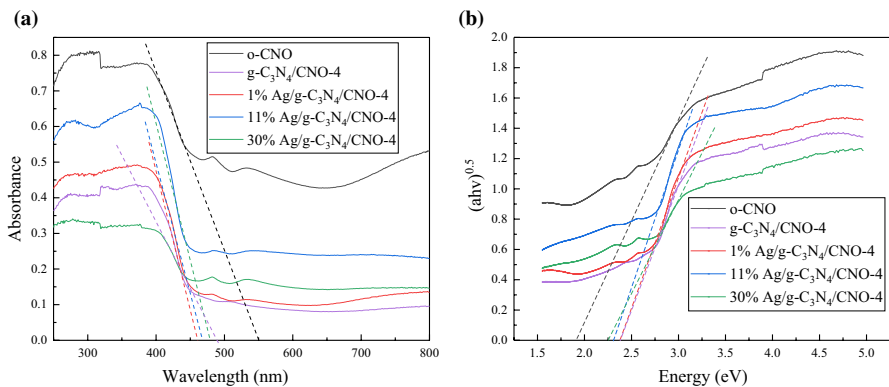 (a)
0.8
0.7
0.6
0.5
0.4
0.3
0.2
0.1
0.0
Absorbance
300 400 500 600 700 800
Wavelength (nm)
o-CNO
g-C₃N₄/CNO-4
1% Ag/g-C₃N₄/CNO-4
11% Ag/g-C₃N₄/CNO-4
30% Ag/g-C₃N₄/CNO-4
(b)
2.0
1.8
1.6
1.4
1.2
1.0
0.8
0.6
0.4
0.2
0.0
(ahv)⁰·⁵
1.5 2.0 2.5 3.0 3.5 4.0 4.5 5.0
Energy (eV)
o-CNO
g-C₃N₄/CNO-4
1% Ag/g-C₃N₄/CNO-4
11% Ag/g-C₃N₄/CNO-4
30% Ag/g-C₃N₄/CNO-4